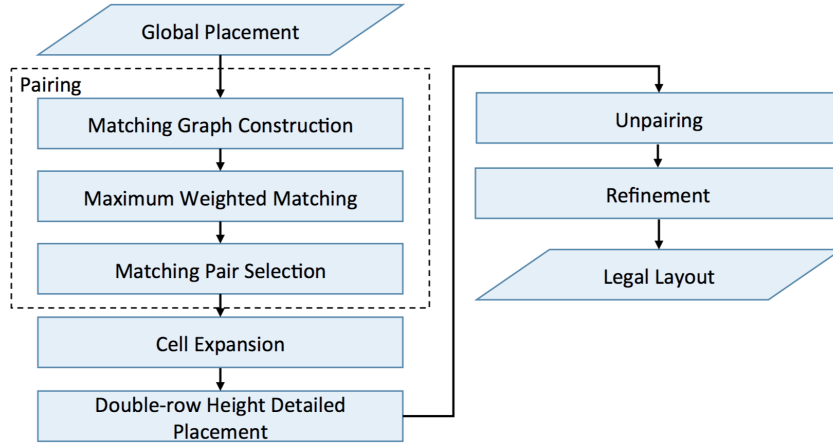 Global Placement
Pairing
Matching Graph Construction
Maximum Weighted Matching
Matching Pair Selection
Cell Expansion
Double-row Height Detailed
Placement
Unpairing
Refinement
Legal Layout